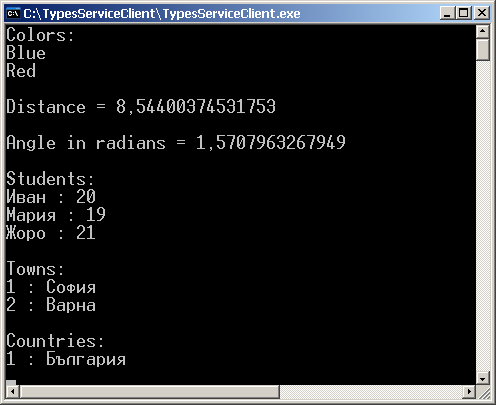 C:\TypesServiceClient\TypesServiceClient.exe
Colors:
Blue
Red
Distance = 8,54400374531753
Angle in radians = 1,5707963267949
Students:
Иван : 20
Мария : 19
Жоро : 21
Towns:
1 : София
2 : Варна
Countries:
1 : България